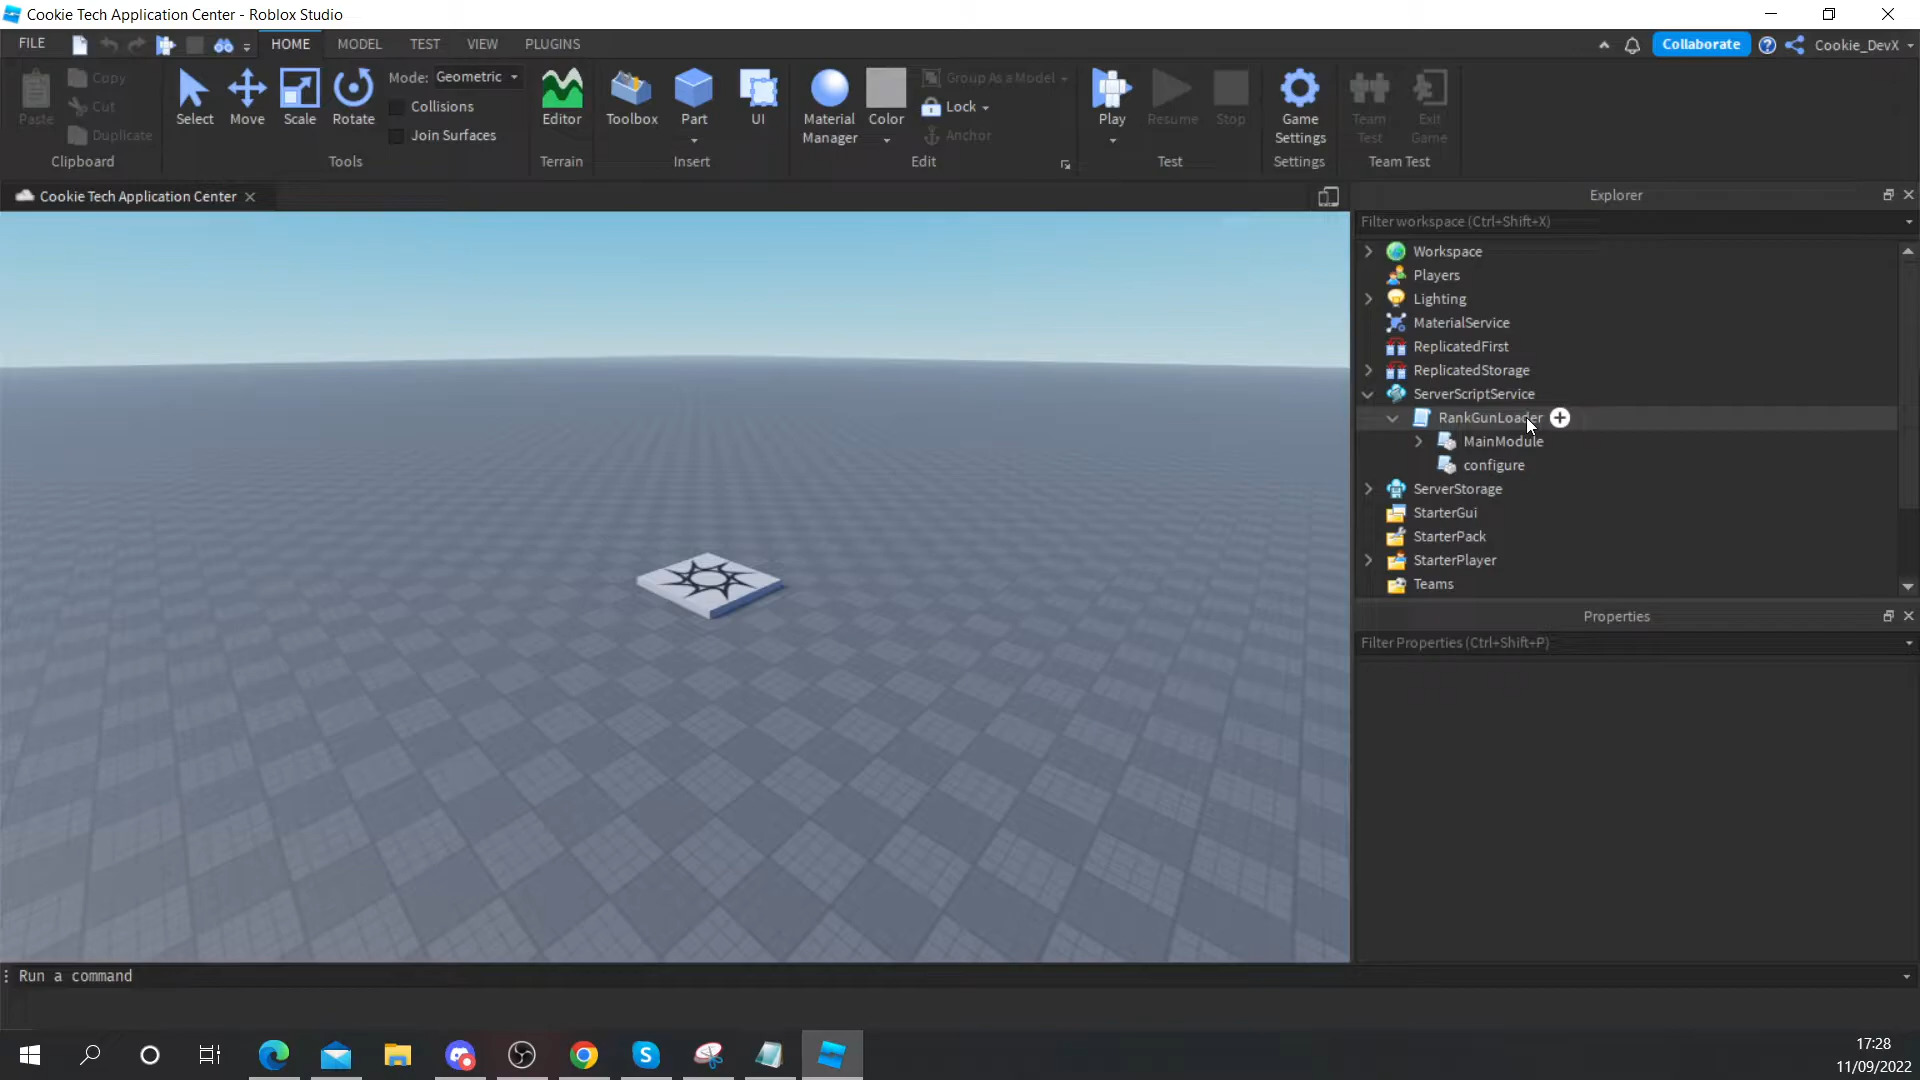 Cookie Tech Application Center - Roblox Studio
FILE HOME MODEL TEST VIEW PLUGINS Collaborate Cookie_DevX
Paste Copy Cut Duplicate
Clipboard
Select Move Scale Rotate
Mode: Geometric
Collisions
Join Surfaces
Tools
Editor
Terrain
Toolbox Part UI
Insert
Material Manager Color
Group As a Model
Lock
Anchor
Edit
Play Resume Stop
Test
Game Settings
Settings
Team Test Exit Game
Team Test
Cookie Tech Application Center
Explorer
Filter workspace (Ctrl+Shift+X)
Workspace
Players
Lighting
MaterialService
ReplicatedFirst
ReplicatedStorage
ServerScriptService
RankGunLoader
MainModule
configure
ServerStorage
StarterGui
StarterPack
StarterPlayer
Teams
Properties
Filter Properties (Ctrl+Shift+P)
Run a command
17:28
11/09/2022